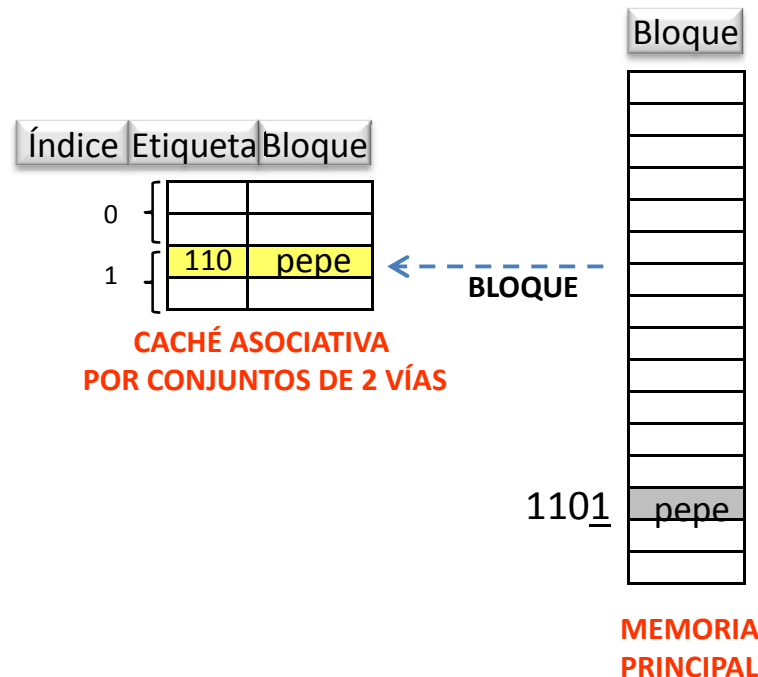 Bloque
Índice Etiqueta Bloque
0
110 pepe
1
BLOQUE
CACHÉ ASOCIATIVA
POR CONJUNTOS DE 2 VÍAS
1101 pepe
MEMORIA
PRINCIPAL